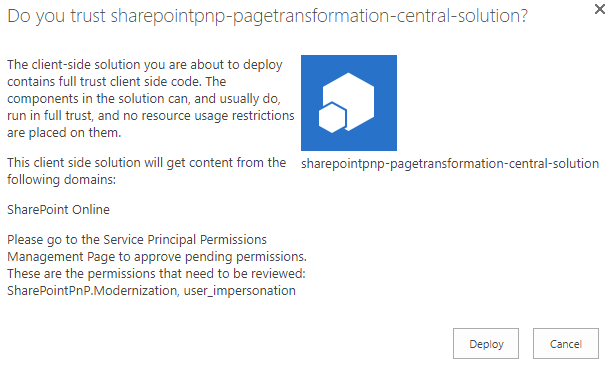 Do you trust sharepointpnp-pagetransformation-central-solution?
The client-side solution you are about to deploy
contains full trust client side code. The
components in the solution can, and usually do,
run in full trust, and no resource usage restrictions
are placed on them.
This client side solution will get content from the
following domains:
SharePoint Online
Please go to the Service Principal Permissions
Management Page to approve pending permissions.
These are the permissions that need to be reviewed:
SharePointPnP.Modernization, user_impersonation
sharepointpnp-pagetransformation-central-solution
Deploy
Cancel